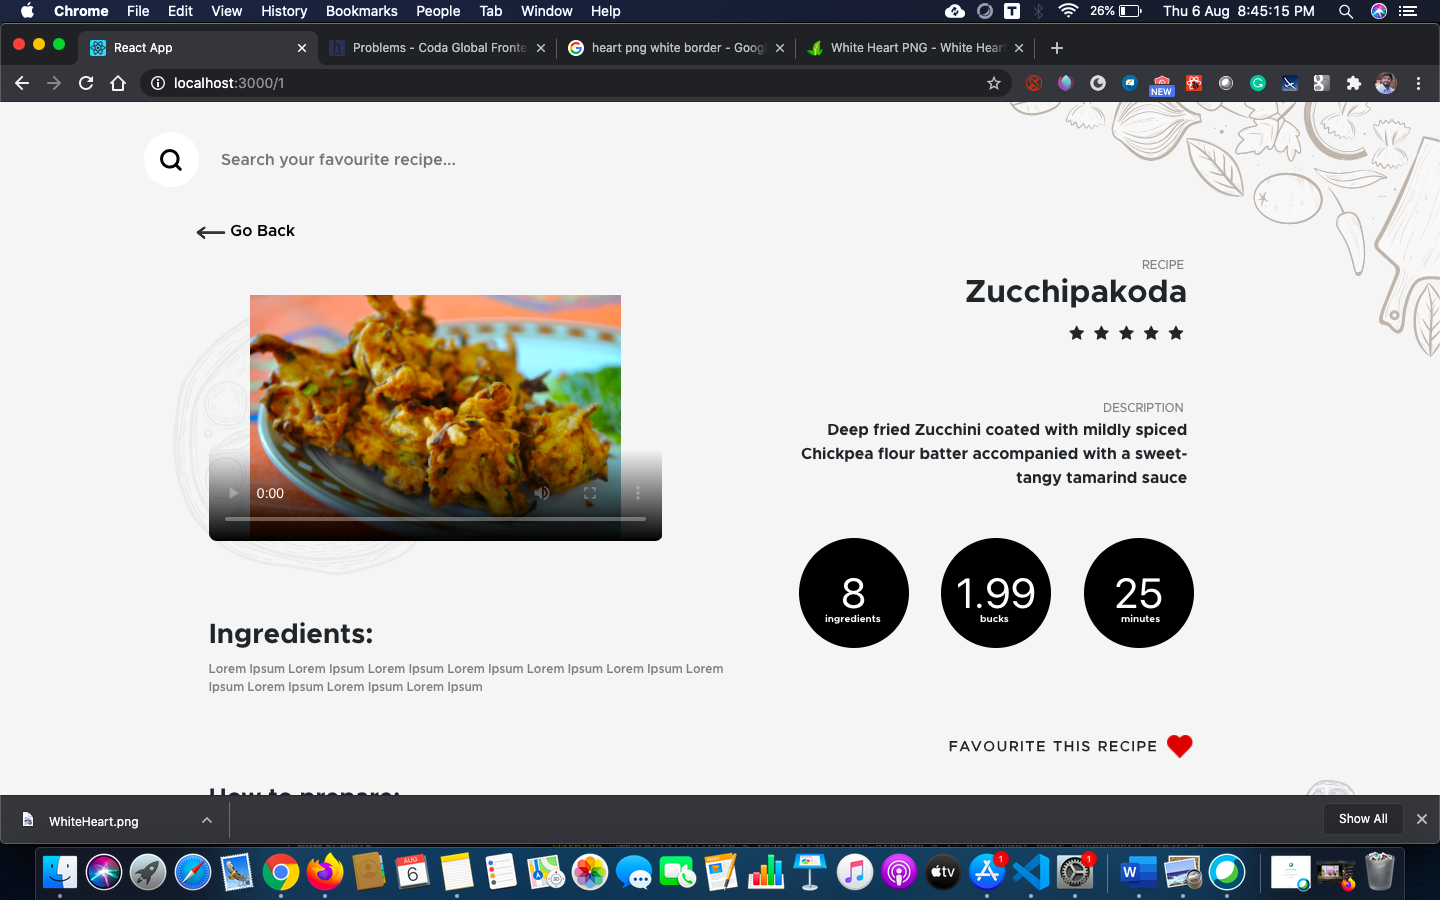 Chrome File Edit View History Bookmarks People Tab Window Help
T 26% Thu 6 Aug 8:45:15 PM
React App
h Problems - Coda Global Fronte
heart png white border - Googl
White Heart PNG - White Hear
localhost:3000/1
NEW
Search your favourite recipe...
Go Back
RECIPE
Zucchipakoda
DESCRIPTION
Deep fried Zucchini coated with mildly spiced
Chickpea flour batter accompanied with a sweet-
tangy tamarind sauce
0:00
8
ingredients
1.99
bucks
25
minutes
Ingredients:
Lorem Ipsum Lorem Ipsum Lorem Ipsum Lorem Ipsum Lorem Ipsum Lorem Ipsum Lorem
Ipsum Lorem Ipsum Lorem Ipsum Lorem Ipsum
FAVOURITE THIS RECIPE
How to prepare:
WhiteHeart.png
Show All
AUG
6
tv
1
1
W